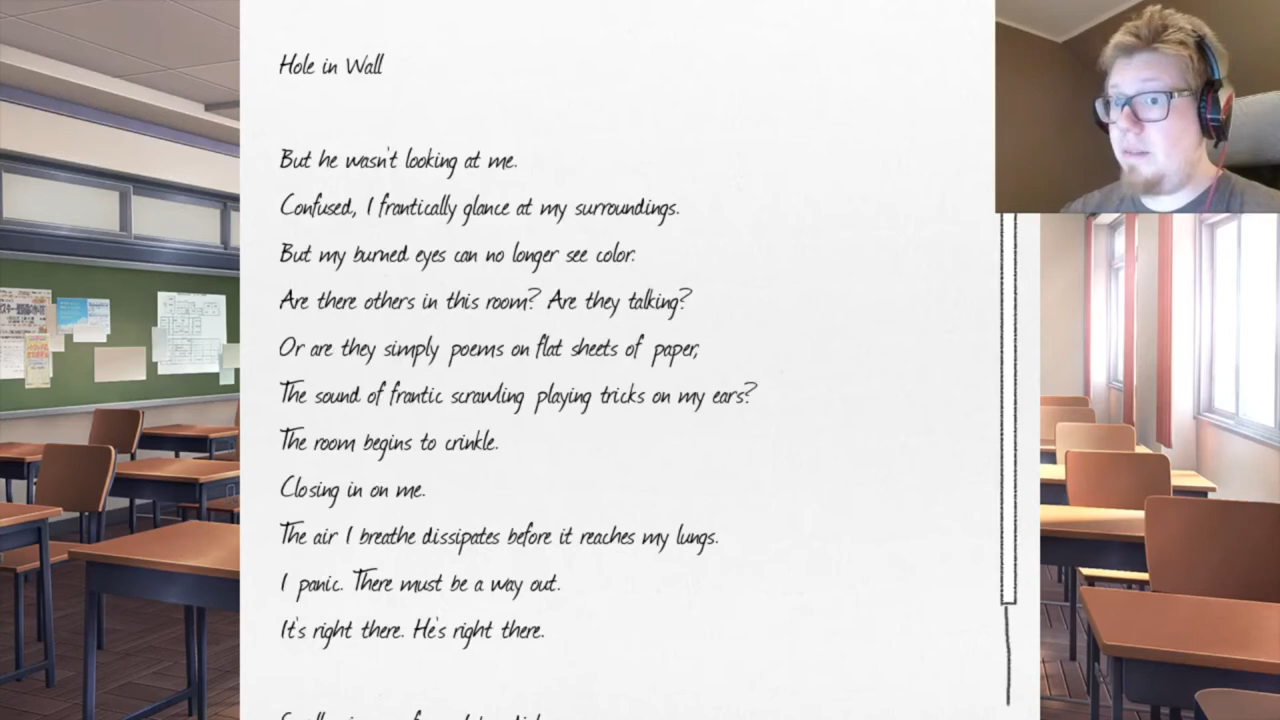 Hole in Wall
But he wasn't looking at me.
Confused, I frantically glance at my surroundings.
But my burned eyes can no longer see color.
Are there others in this room? Are they talking?
Or are they simply poems on flat sheets of paper,
The sound of frantic scrawling playing tricks on my ears?
The room begins to crinkle.
Closing in on me.
The air I breathe dissipates before it reaches my lungs.
I panic. There must be a way out.
It's right there. He's right there.